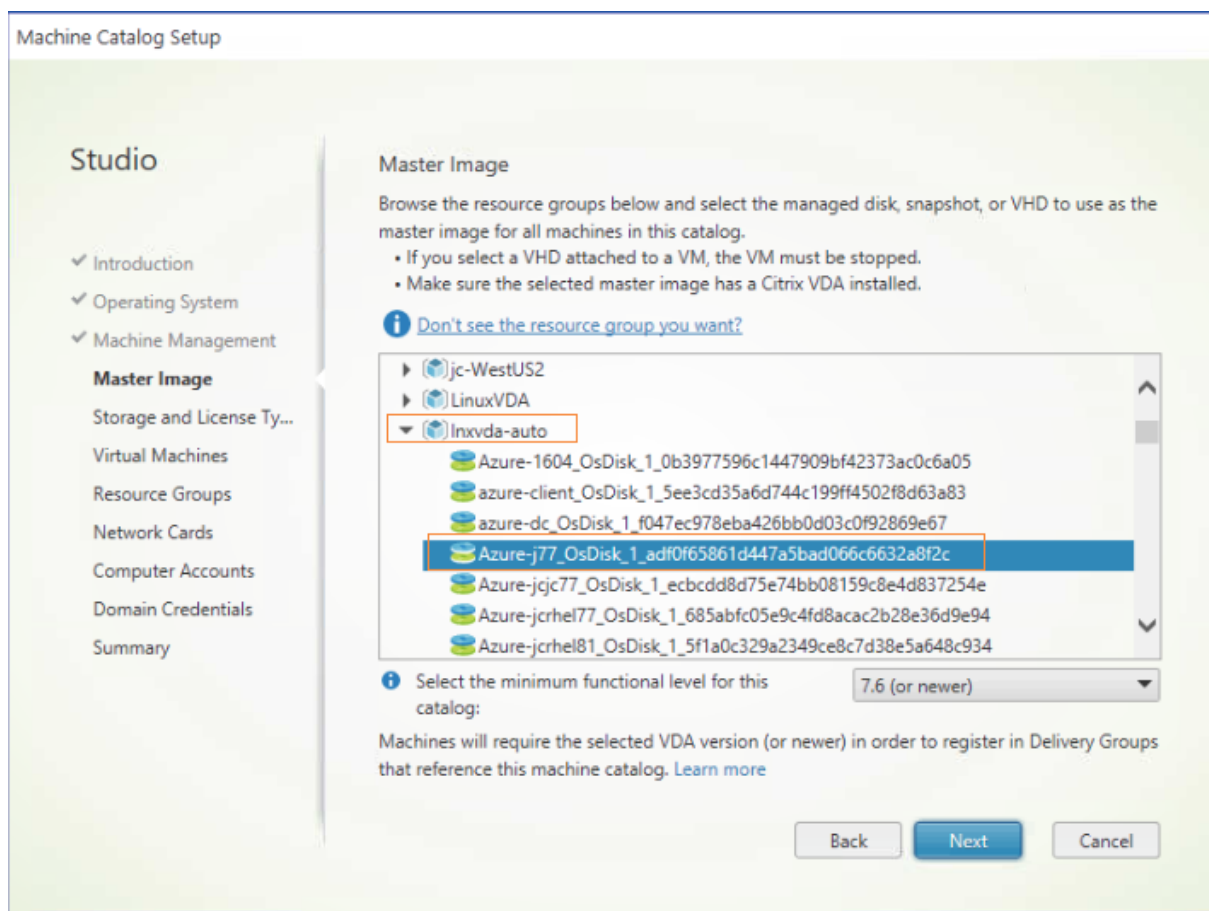 Machine Catalog Setup
Studio
Introduction
Operating System
Machine Management
Master Image
Storage and License Ty...
Virtual Machines
Resource Groups
Network Cards
Computer Accounts
Domain Credentials
Summary
Master Image
Browse the resource groups below and select the managed disk, snapshot, or VHD to use as the
master image for all machines in this catalog.
• If you select a VHD attached to a VM, the VM must be stopped.
• Make sure the selected master image has a Citrix VDA installed.
Don't see the resource group you want?
jc-WestUS2
LinuxVDA
lnxvda-auto
Azure-1604_OsDisk_1_0b3977596c1447909bf42373ac0c6a05
azure-client_OsDisk_1_5ee3cd35a6d744c199ff4502f8d63a83
azure-dc_OsDisk_1_f047ec978eba426bb0d03c0f92869e67
Azure-j77_OsDisk_1_adf0f65861d447a5bad066c6632a8f2c
Azure-jcjc77_OsDisk_1_ecbcdd8d75e74bb08159c8e4d837254e
Azure-jcrhel77_OsDisk_1_685abfc05e9c4fd8acac2b28e36d9e94
Azure-jcrhel81_OsDisk_1_5f1a0c329a2349ce8c7d38e5a648c934
Select the minimum functional level for this
catalog:
7.6 (or newer)
Machines will require the selected VDA version (or newer) in order to register in Delivery Groups
that reference this machine catalog. Learn more
Back
Next
Cancel